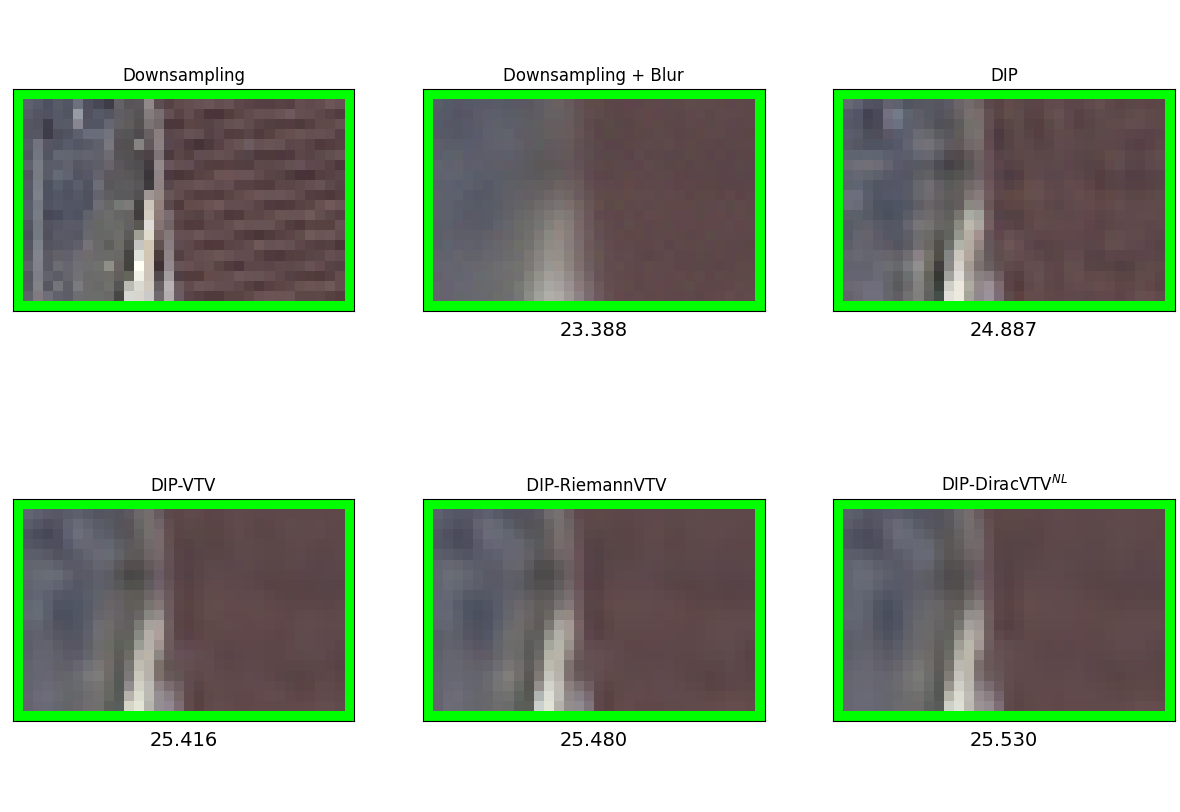 Downsampling
Downsampling + Blur
DIP
23.388
24.887
DIP-VTV
DIP-RiemannVTV
DIP-DiracVTV^{NL}
25.416
25.480
25.530